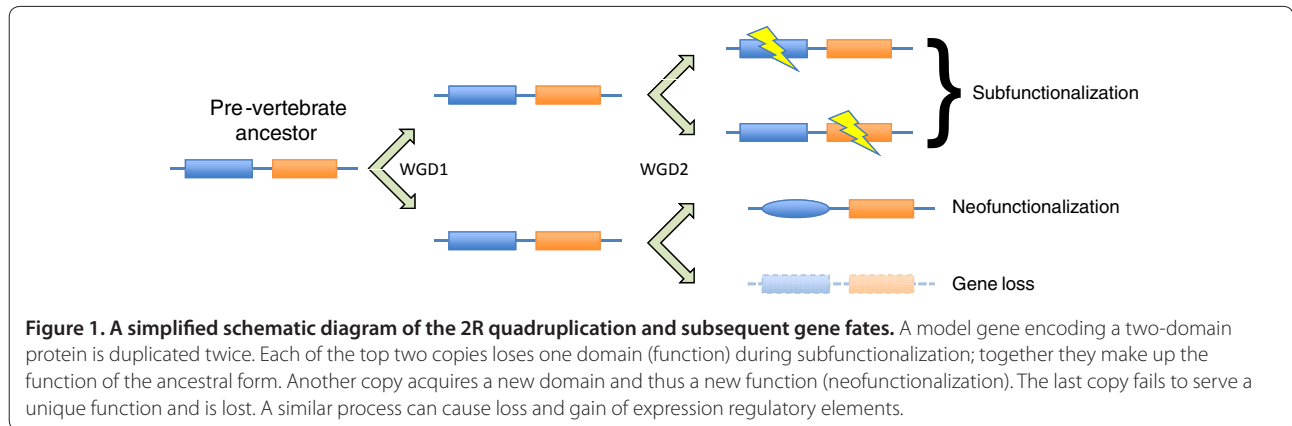 Pre-vertebrate
ancestor
WGD1
WGD2
Subfunctionalization
Neofunctionalization
Gene loss
Figure 1. A simplified schematic diagram of the 2R quadruplication and subsequent gene fates. A model gene encoding a two-domain
protein is duplicated twice. Each of the top two copies loses one domain (function) during subfunctionalization; together they make up the
function of the ancestral form. Another copy acquires a new domain and thus a new function (neofunctionalization). The last copy fails to serve a
unique function and is lost. A similar process can cause loss and gain of expression regulatory elements.